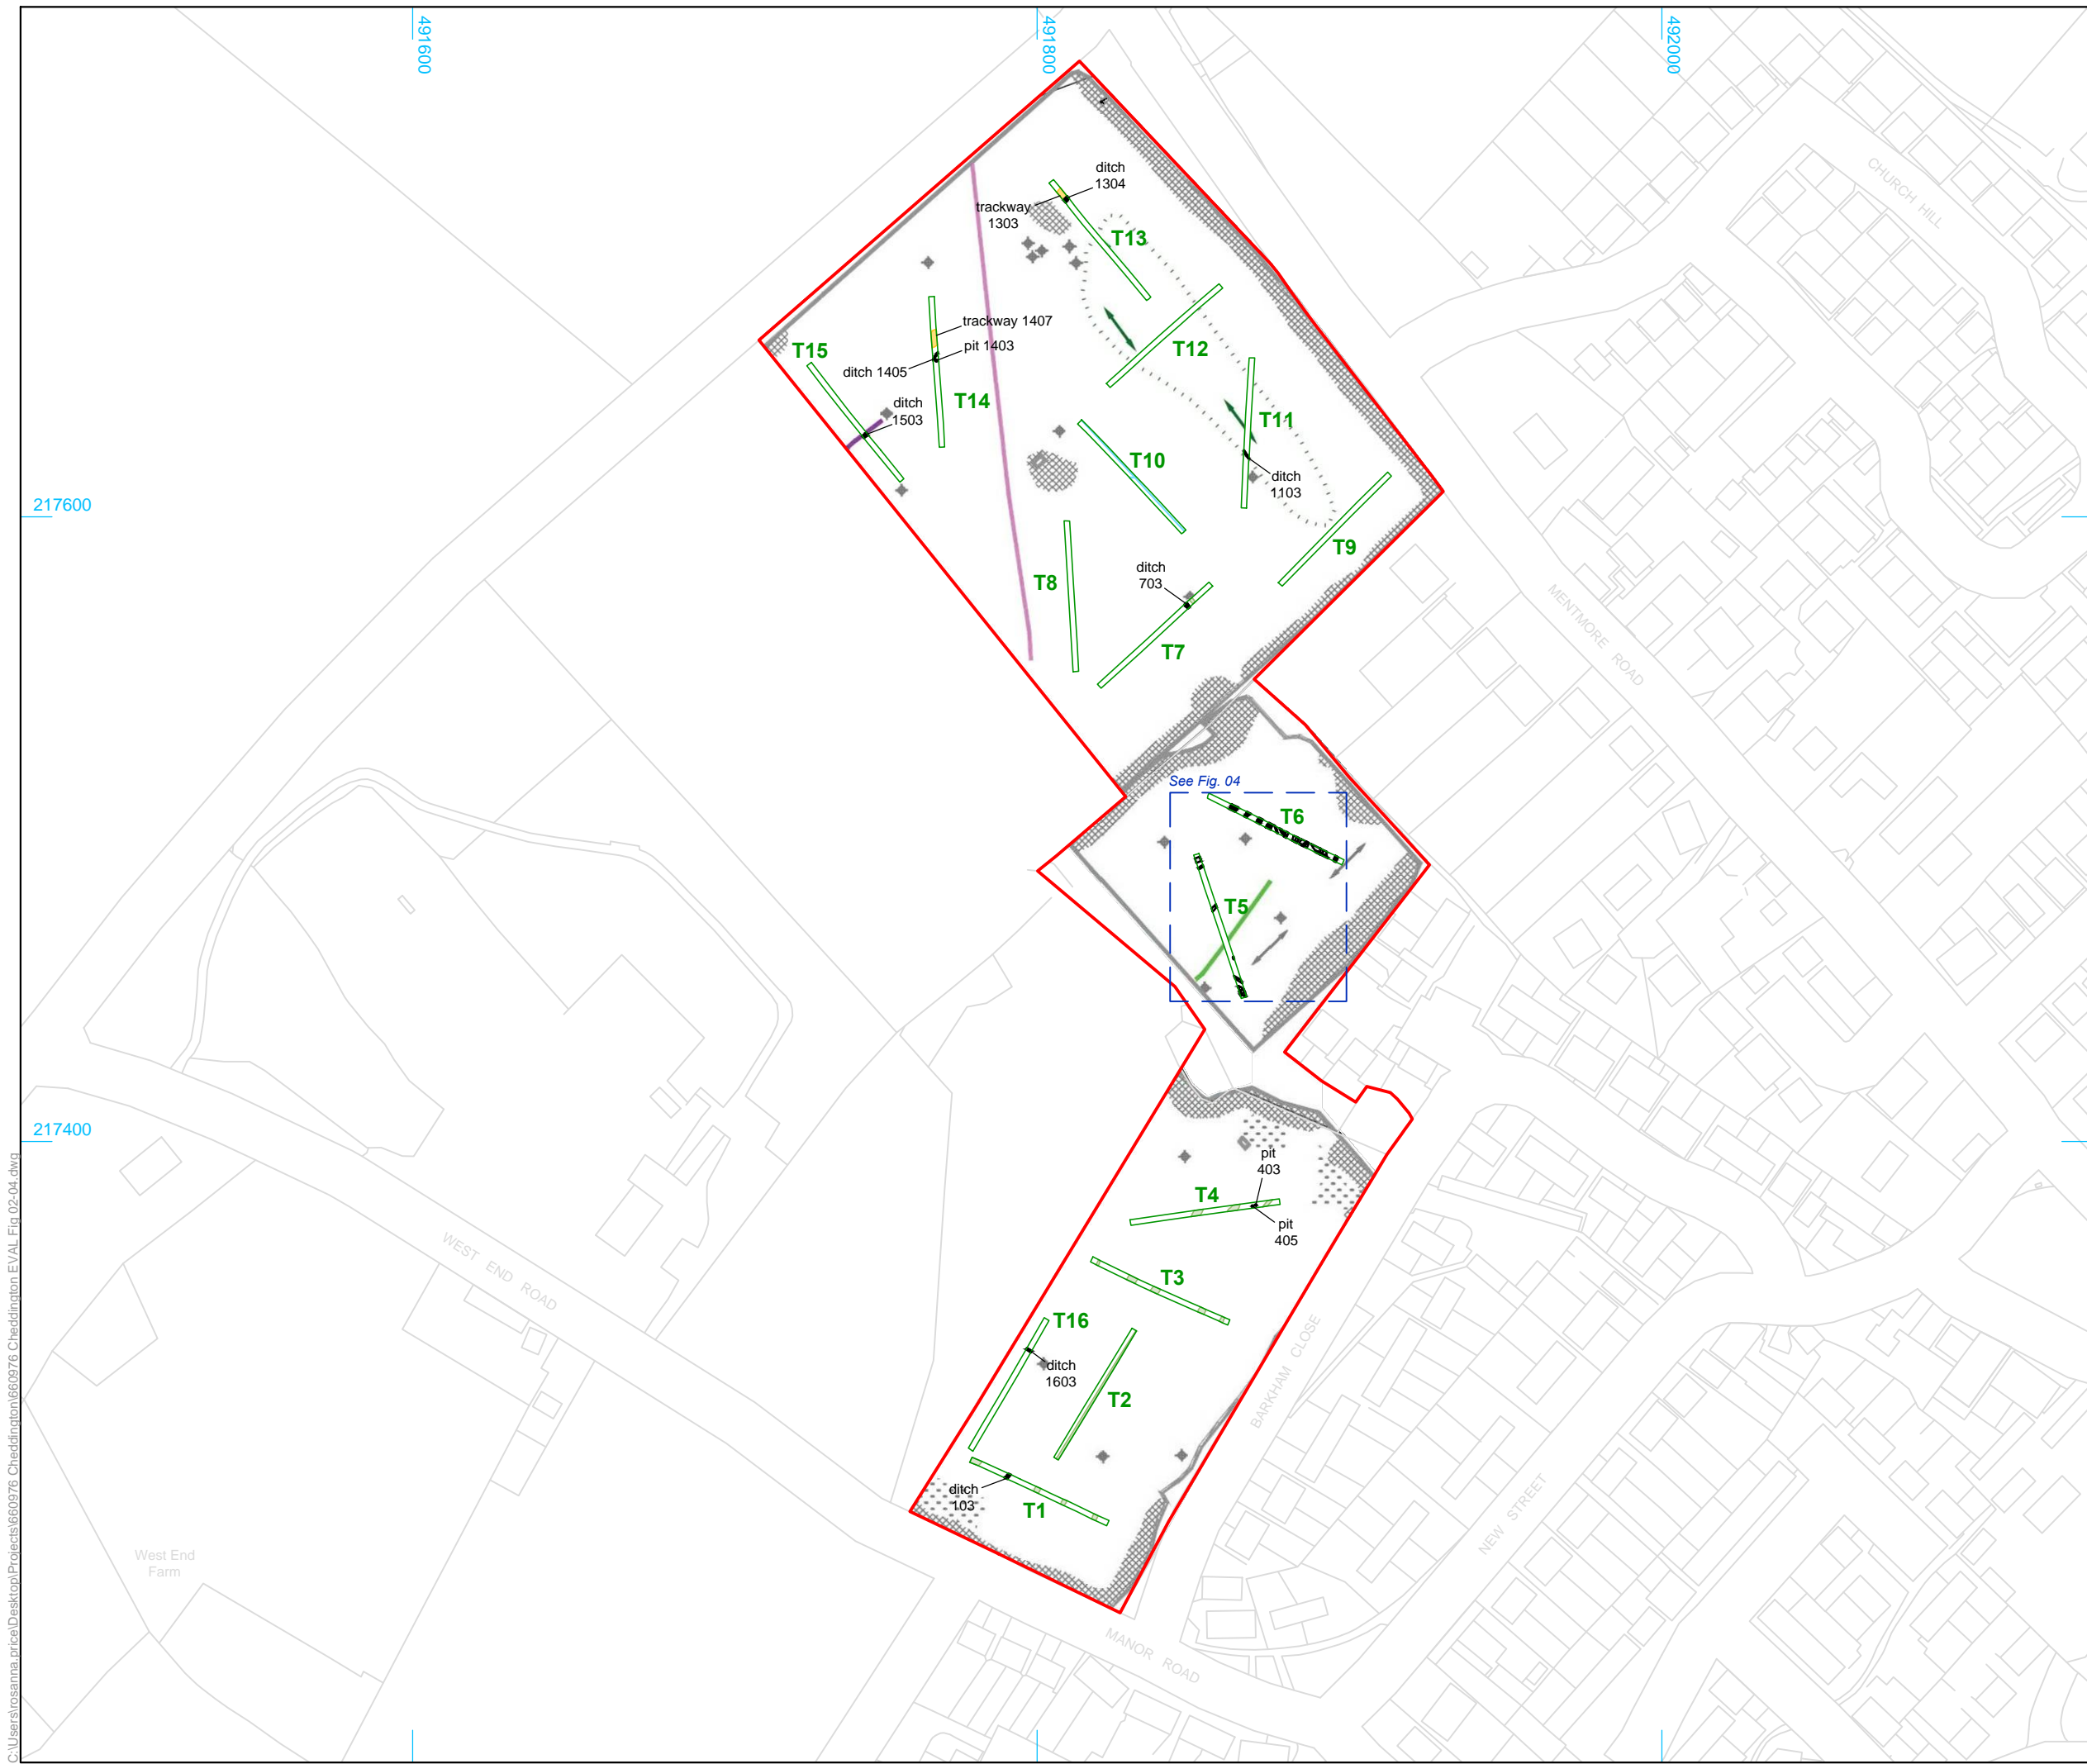 491600
491800
492000
CHURCH HILL
ditch
1304
trackway
1303
T13
trackway 1407
pit 1403
T15
T12
ditch 1405
ditch
1503
T14
T11
T10
ditch
1103
217600
T9
ditch
703
T8
MENTMORE ROAD
T7
See Fig. 04
T6
T5
217400
pit
403
T4
pit
405
WEST END ROAD
T3
T16
ditch
1603
T2
BARKHAM CLOSE
ditch
103
T1
NEW STREET
West End
Farm
MANOR ROAD
C:\Users\rosanna.price\Desktop\Projects\660976 Cheddington\660976 Cheddington EVAL Fig 02-04.dwg